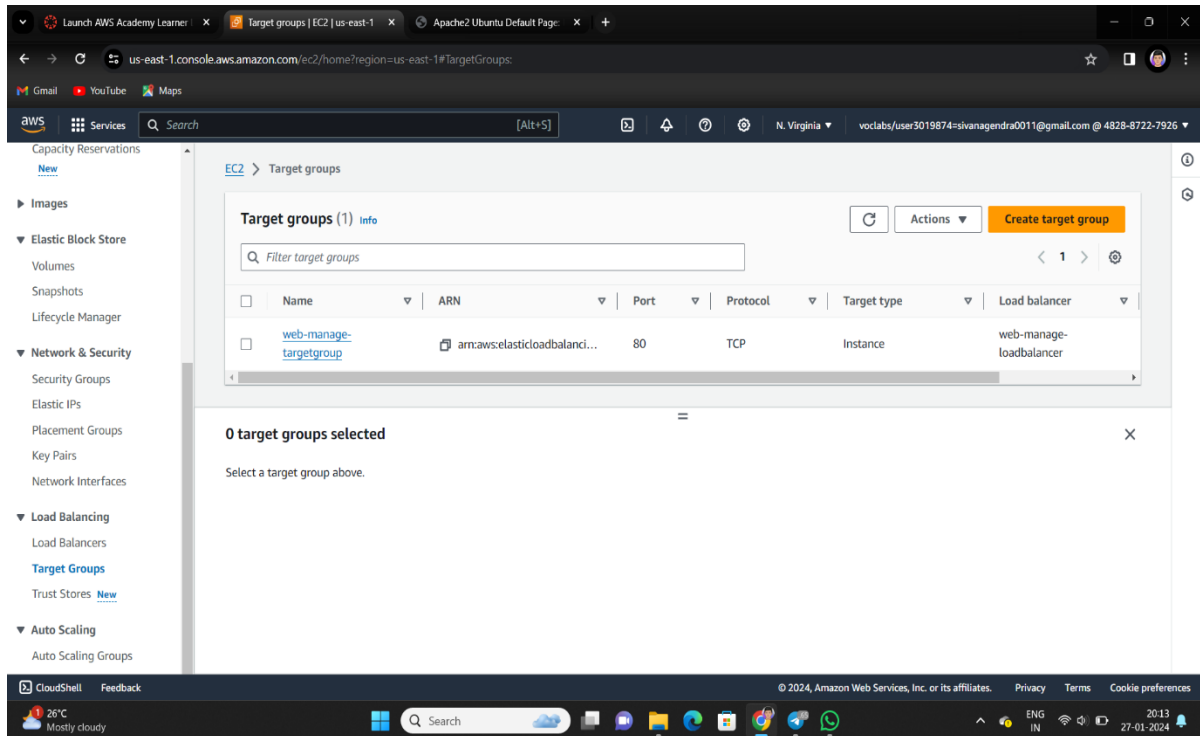 Launch AWS Academy Learner
Target groups | EC2 | us-east-1
Apache2 Ubuntu Default Page:
us-east-1.console.aws.amazon.com/ec2/home?region=us-east-1#TargetGroups:
Gmail YouTube Maps
aws Services Search [Alt+S] N. Virginia ▼ voclabs/user3019874=sivanagendra0011@gmail.com @ 4828-8722-7926 ▼
Capacity Reservations
New
Images
Elastic Block Store
Volumes
Snapshots
Lifecycle Manager
Network & Security
Security Groups
Elastic IPs
Placement Groups
Key Pairs
Network Interfaces
Load Balancing
Load Balancers
Target Groups
Trust Stores New
Auto Scaling
Auto Scaling Groups
EC2 > Target groups
Target groups (1) Info
Actions ▼
Create target group
Filter target groups
< 1 >
Name ARN Port Protocol Target type Load balancer
web-manage-
targetgroup
arn:aws:elasticloadbalanci...
80
TCP
Instance
web-manage-
loadbalancer
0 target groups selected
Select a target group above.
CloudShell Feedback © 2024, Amazon Web Services, Inc. or its affiliates. Privacy Terms Cookie preferences
1
26°C
Mostly cloudy
Search
ENG
IN
20:13
27-01-2024